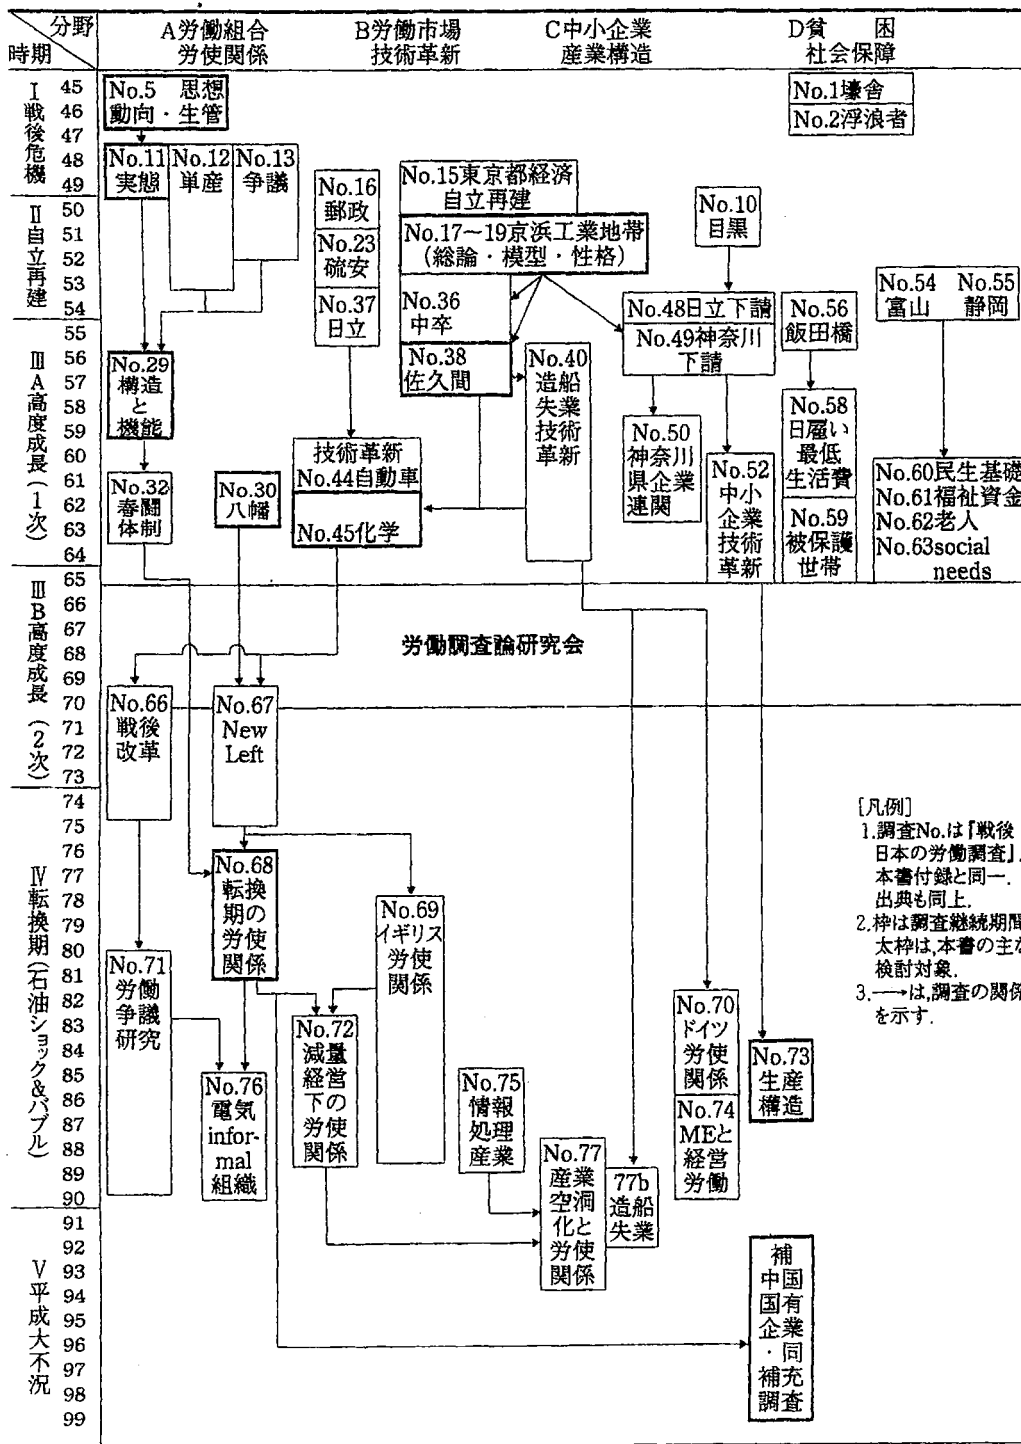 分野
時期
A労働組合
労使関係
B労働市場
技術革新
C中小企業
産業構造
D貧 困
社会保障
Ⅰ戦後危機
45
46
47
48
49
Ⅱ自立再建
50
51
52
53
54
ⅢA高度成長(1次)
55
56
57
58
59
60
61
62
63
64
ⅢB高度成長(2次)
65
66
67
68
69
70
71
72
73
Ⅳ転換期(石油ショック&バブル)
74
75
76
77
78
79
80
81
82
83
84
85
86
87
88
89
90
Ⅴ平成大不況
91
92
93
94
95
96
97
98
99
No.5 思想
動向・生管
No.11
実態
No.12
単産
No.13
争議
No.16
郵政
No.23
硫安
No.37
日立
No.15東京都経済
自立再建
No.17〜19京浜工業地帯
(総論・模型・性格)
No.36
中卒
No.38
佐久間
No.1壕舎
No.2浮浪者
No.10
目黒
No.48日立下請
No.49神奈川
下請
No.56
飯田橋
No.54 No.55
富山 静岡
No.29
構造
と
機能
No.40
造船
失業
技術
革新
No.50
神奈川
県企業
連関
No.52
中小
企業
技術
革新
No.58
日雇い
最低
生活費
No.59
被保護
世帯
No.60民生基礎
No.61福祉資金
No.62老人
No.63social
needs
No.32
春闘
体制
No.30
八幡
技術革新
No.44自動車
No.45化学
労働調査論研究会
No.66
戦後
改革
No.67
New
Left
No.68
転換
期の
労使
関係
No.69
イギリス
労使
関係
No.71
労働
争議
研究
No.72
減量
経営
下の
労使
関係
No.76
電気
infor-
mal
組織
No.75
情報
処理
産業
No.77
産業
空洞
化と
労使
関係
77b
造船
失業
No.70
ドイツ
労使
関係
No.74
MEと
経営
労働
No.73
生産
構造
補
中国
国有
企業
・同
補充
調査
[凡例]
1.調査No.は『戦後
日本の労働調査』,
本書付録と同一.
出典も同上.
2.枠は調査継続期間
太枠は,本書の主な
検討対象.
3.→は,調査の関係
を示す.